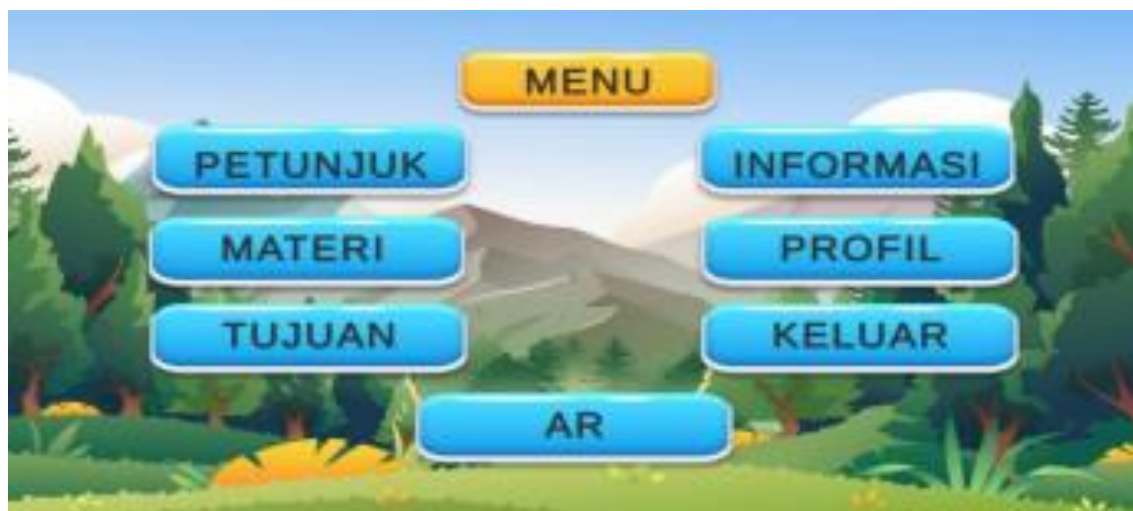 MENU
PETUNJUK
INFORMASI
MATERI
PROFIL
TUJUAN
KELUAR
AR